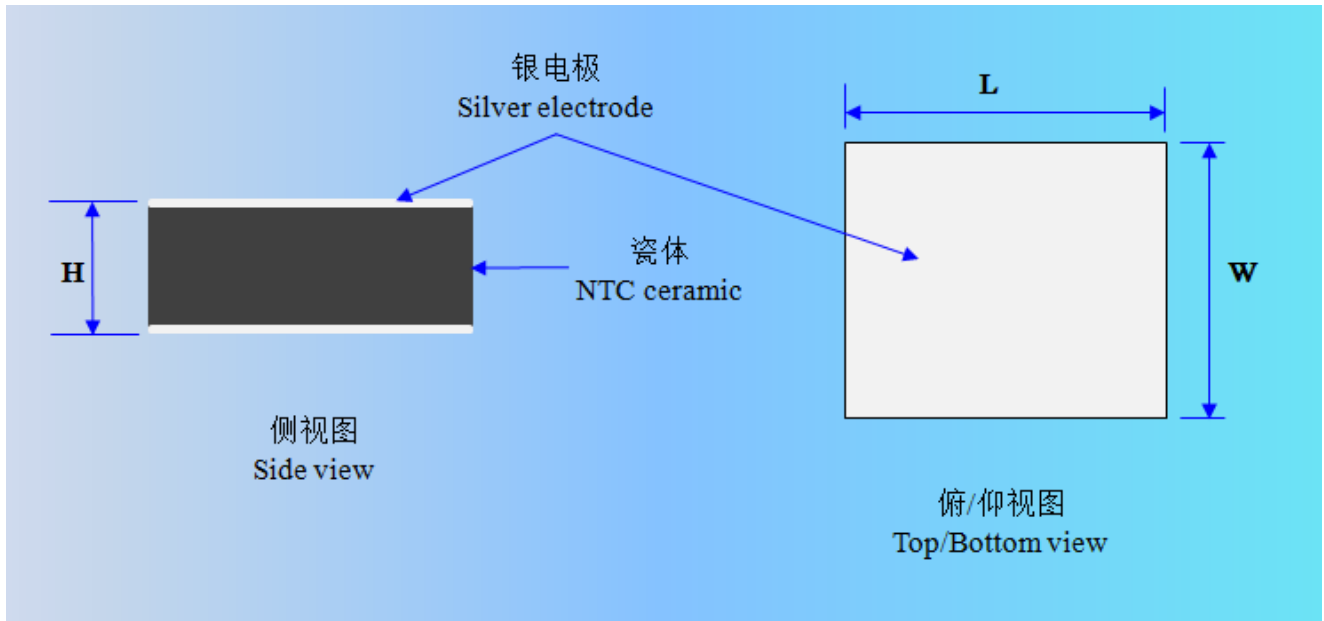 银电极
Silver electrode
L
H
瓷体
NTC ceramic
W
侧视图
Side view
俯/仰视图
Top/Bottom view